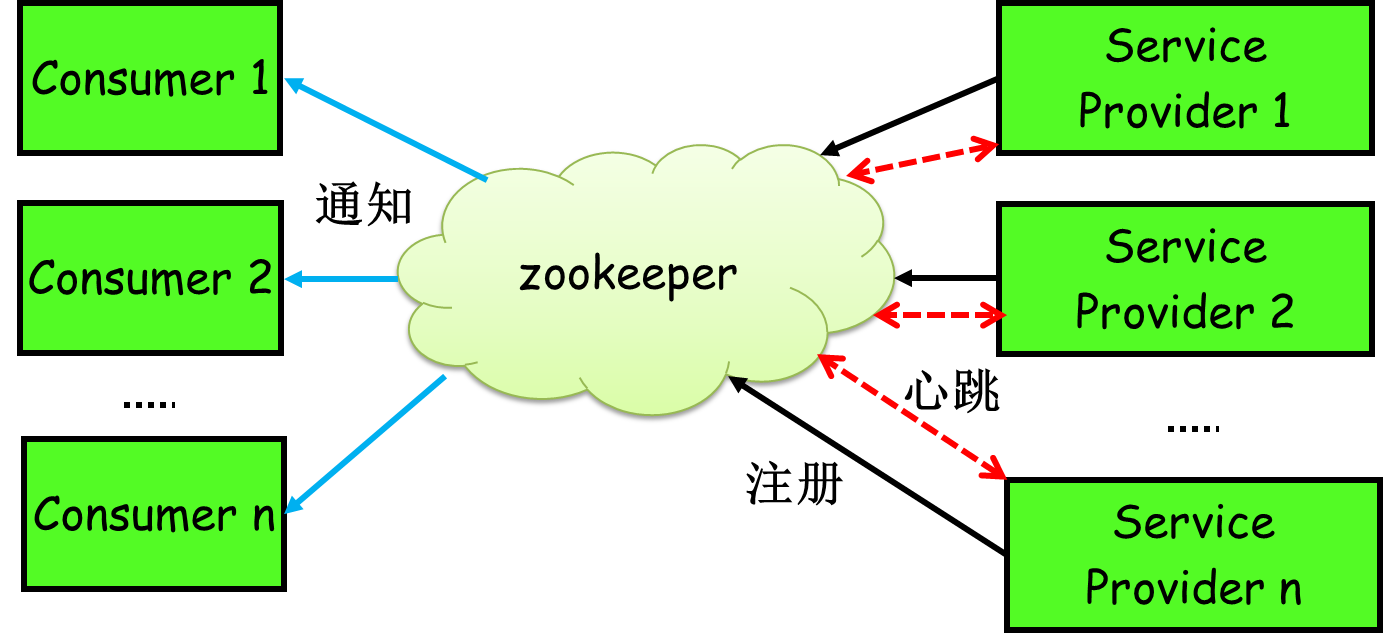 Consumer 1
Service
Provider 1
通知
Consumer 2
zookeeper
Service
Provider 2
心跳
......
......
注册
Consumer n
Service
Provider n